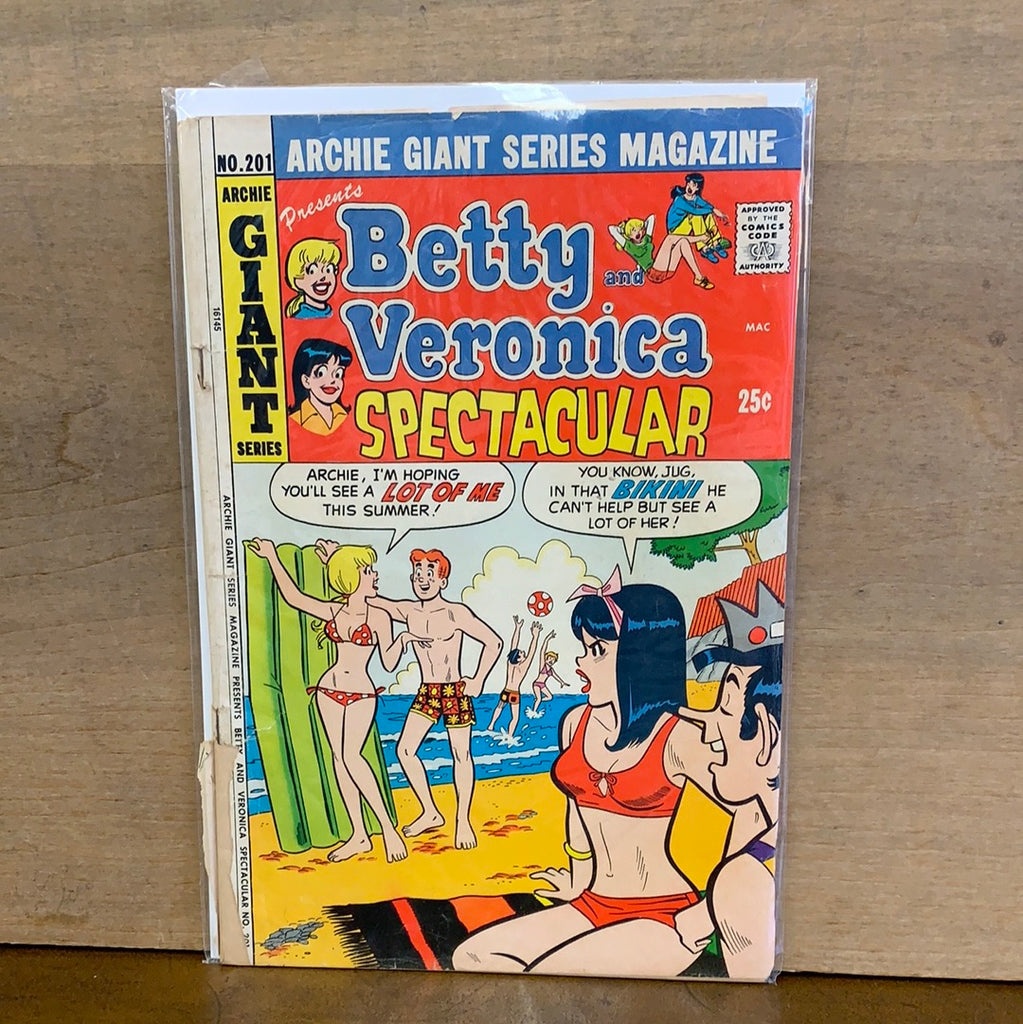 NO.201
ARCHIE GIANT SERIES MAGAZINE
ARCHIE
GIANT
SERIES
Presents
Betty
and
Veronica
SPECTACULAR
APPROVED
BY THE
COMICS
CODE
CA
AUTHORITY
MAC
25¢
16145
ARCHIE, I'M HOPING
YOU'LL SEE A LOT OF ME
THIS SUMMER!
YOU KNOW, JUG,
IN THAT BIKINI HE
CAN'T HELP BUT SEE A
LOT OF HER!
ARCHIE GIANT SERIES MAGAZINE PRESENTS BETTY AND VERONICA SPECTACULAR NO. 201